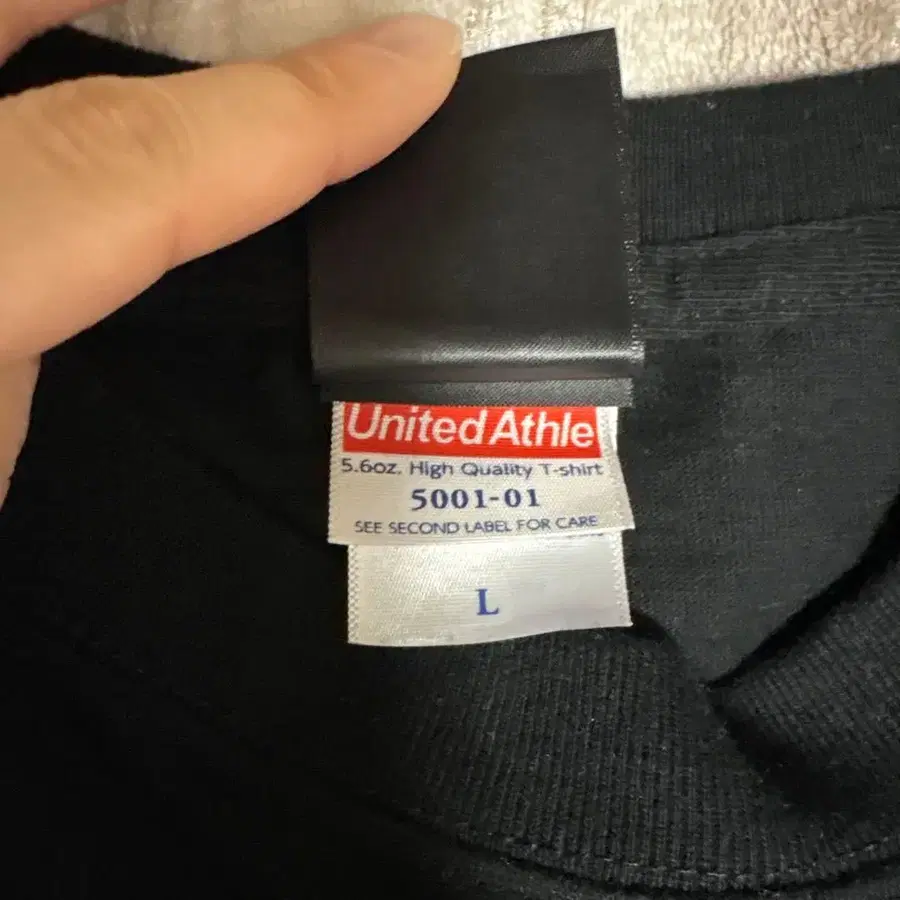 United Athle
5.6oz. High Quality T-shirt
5001-01
SEE SECOND LABEL FOR CARE
L